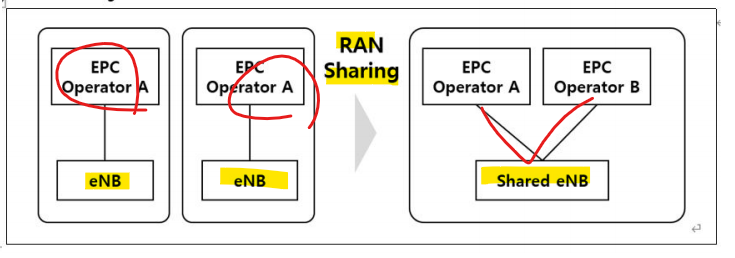 EPC
Operator A
eNB
EPC
Operator A
eNB
RAN
Sharing
EPC
Operator A
EPC
Operator B
Shared eNB